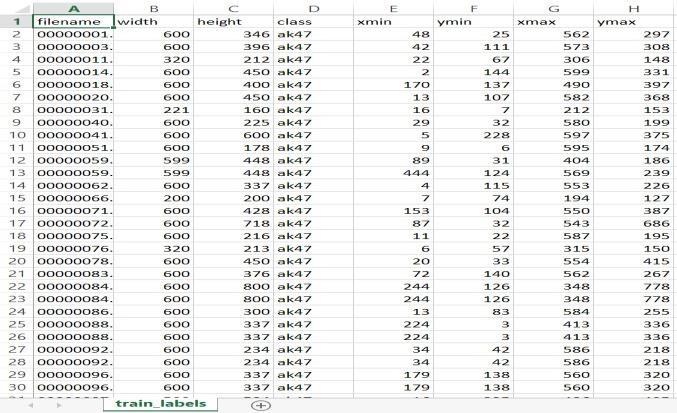 A B C D E F G H
1 filename width height class xmin ymin xmax ymax
2 00000001. 600 346 ak47 48 25 562 297
3 00000003. 600 396 ak47 42 111 573 308
4 00000011. 320 212 ak47 22 67 306 148
5 00000014. 600 450 ak47 2 144 599 331
6 00000018. 600 400 ak47 170 137 490 397
7 00000020. 600 450 ak47 13 107 582 368
8 00000031. 221 160 ak47 16 7 212 153
9 00000040. 600 225 ak47 29 32 580 199
10 00000041. 600 600 ak47 5 228 597 375
11 00000051. 600 178 ak47 9 6 595 174
12 00000059. 599 448 ak47 89 31 404 186
13 00000059. 599 448 ak47 444 124 569 239
14 00000062. 600 337 ak47 4 115 553 226
15 00000066. 200 200 ak47 7 74 194 127
16 00000071. 600 428 ak47 153 104 550 387
17 00000072. 600 718 ak47 87 32 543 686
18 00000075. 600 216 ak47 11 22 587 195
19 00000076. 320 213 ak47 6 57 315 150
20 00000078. 600 450 ak47 20 33 554 415
21 00000083. 600 376 ak47 72 140 562 267
22 00000084. 600 800 ak47 244 126 348 778
23 00000084. 600 800 ak47 244 126 348 778
24 00000086. 600 300 ak47 13 83 584 255
25 00000088. 600 337 ak47 224 3 413 336
26 00000088. 600 337 ak47 224 3 413 336
27 00000092. 600 234 ak47 34 42 586 218
28 00000092. 600 234 ak47 34 42 586 218
29 00000096. 600 337 ak47 179 138 560 320
30 00000096. 600 337 ak47 179 138 560 320
train_labels